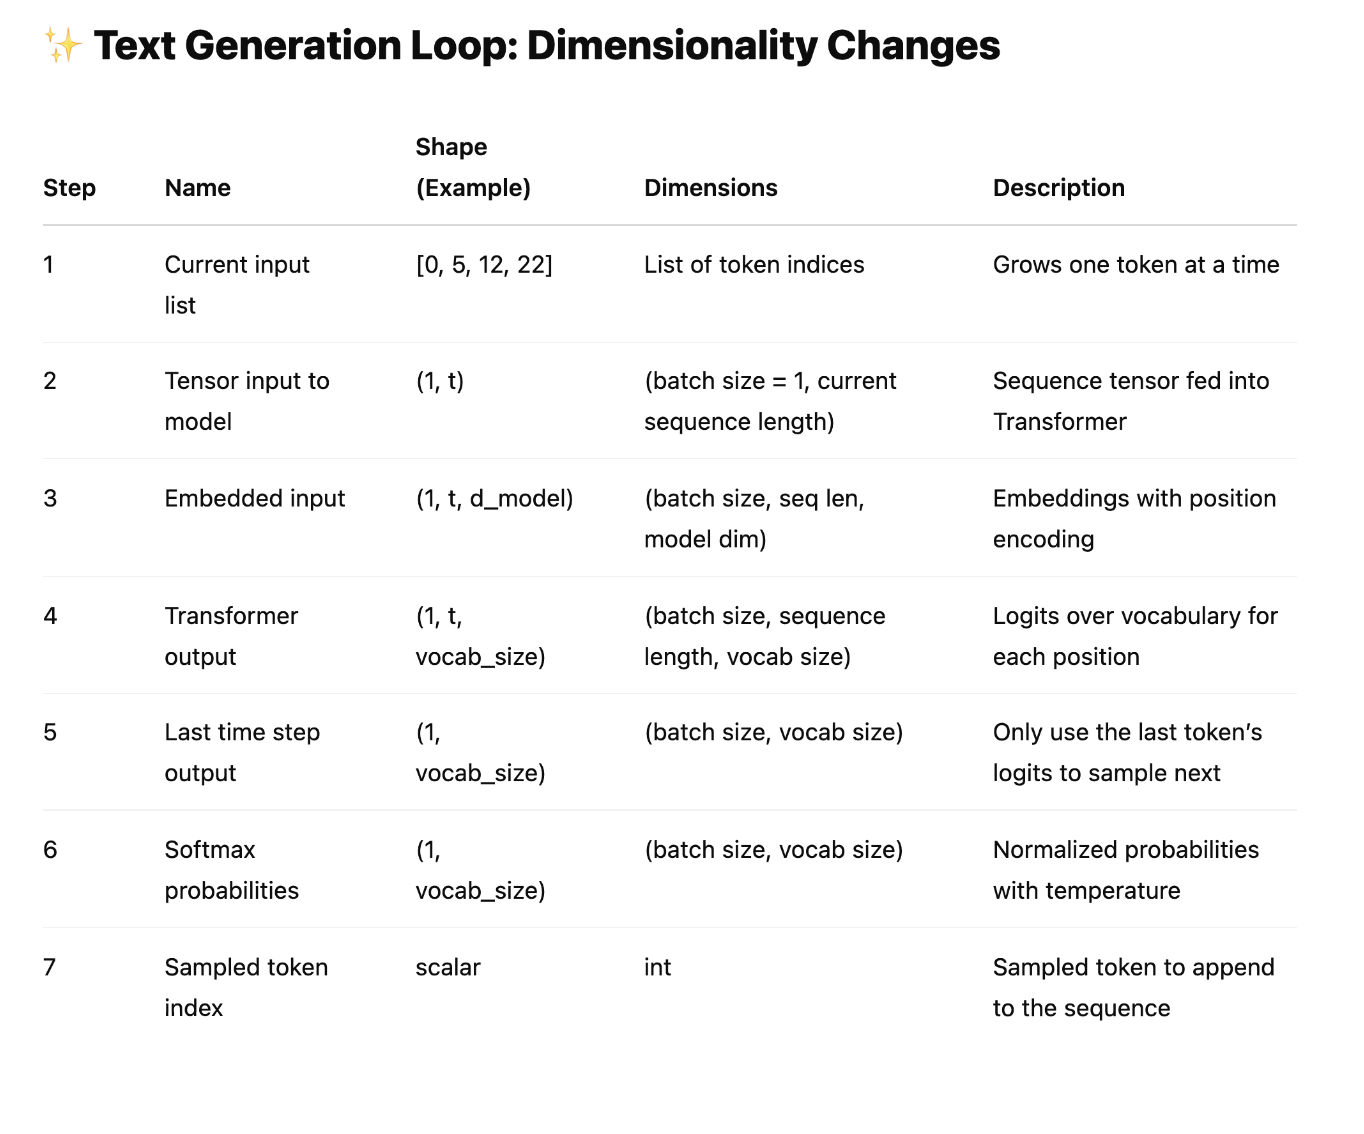 ✨ Text Generation Loop: Dimensionality Changes
Shape
Step Name (Example) Dimensions Description
1 Current input [0, 5, 12, 22] List of token indices Grows one token at a time
list
2 Tensor input to (1, t) (batch size = 1, current Sequence tensor fed into
model sequence length) Transformer
3 Embedded input (1, t, d_model) (batch size, seq len, Embeddings with position
model dim) encoding
4 Transformer (1, t, (batch size, sequence Logits over vocabulary for
output vocab_size) length, vocab size) each position
5 Last time step (1, (batch size, vocab size) Only use the last token’s
output vocab_size) logits to sample next
6 Softmax (1, (batch size, vocab size) Normalized probabilities
probabilities vocab_size) with temperature
7 Sampled token scalar int Sampled token to append
index to the sequence